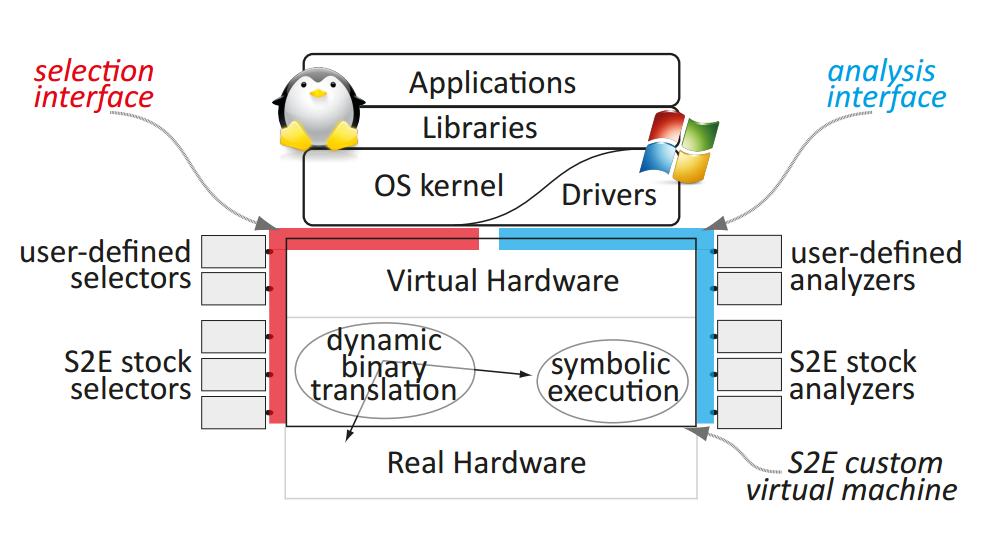 selection
interface
analysis
interface
Applications
Libraries
OS kernel
Drivers
user-defined
selectors
user-defined
analyzers
Virtual Hardware
S2E stock
selectors
dynamic
binary
translation
symbolic
execution
S2E stock
analyzers
Real Hardware
S2E custom
virtual machine